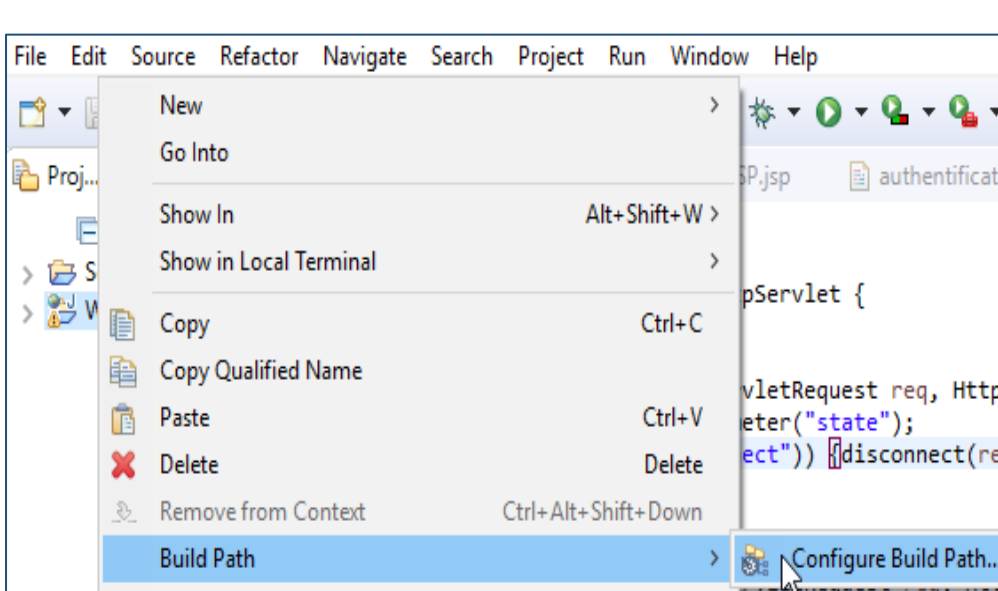 File Edit Source Refactor Navigate Search Project Run Window Help
New
Go Into
Proj...
SP.jsp authentificat
Show In Alt+Shift+W
Show in Local Terminal
S
pServlet {
W
Copy Ctrl+C
Copy Qualified Name
vletRequest req, Http
Paste Ctrl+V
eter("state");
Delete Delete
ect")) {disconnect(re
Remove from Context Ctrl+Alt+Shift+Down
Build Path
Configure Build Path...